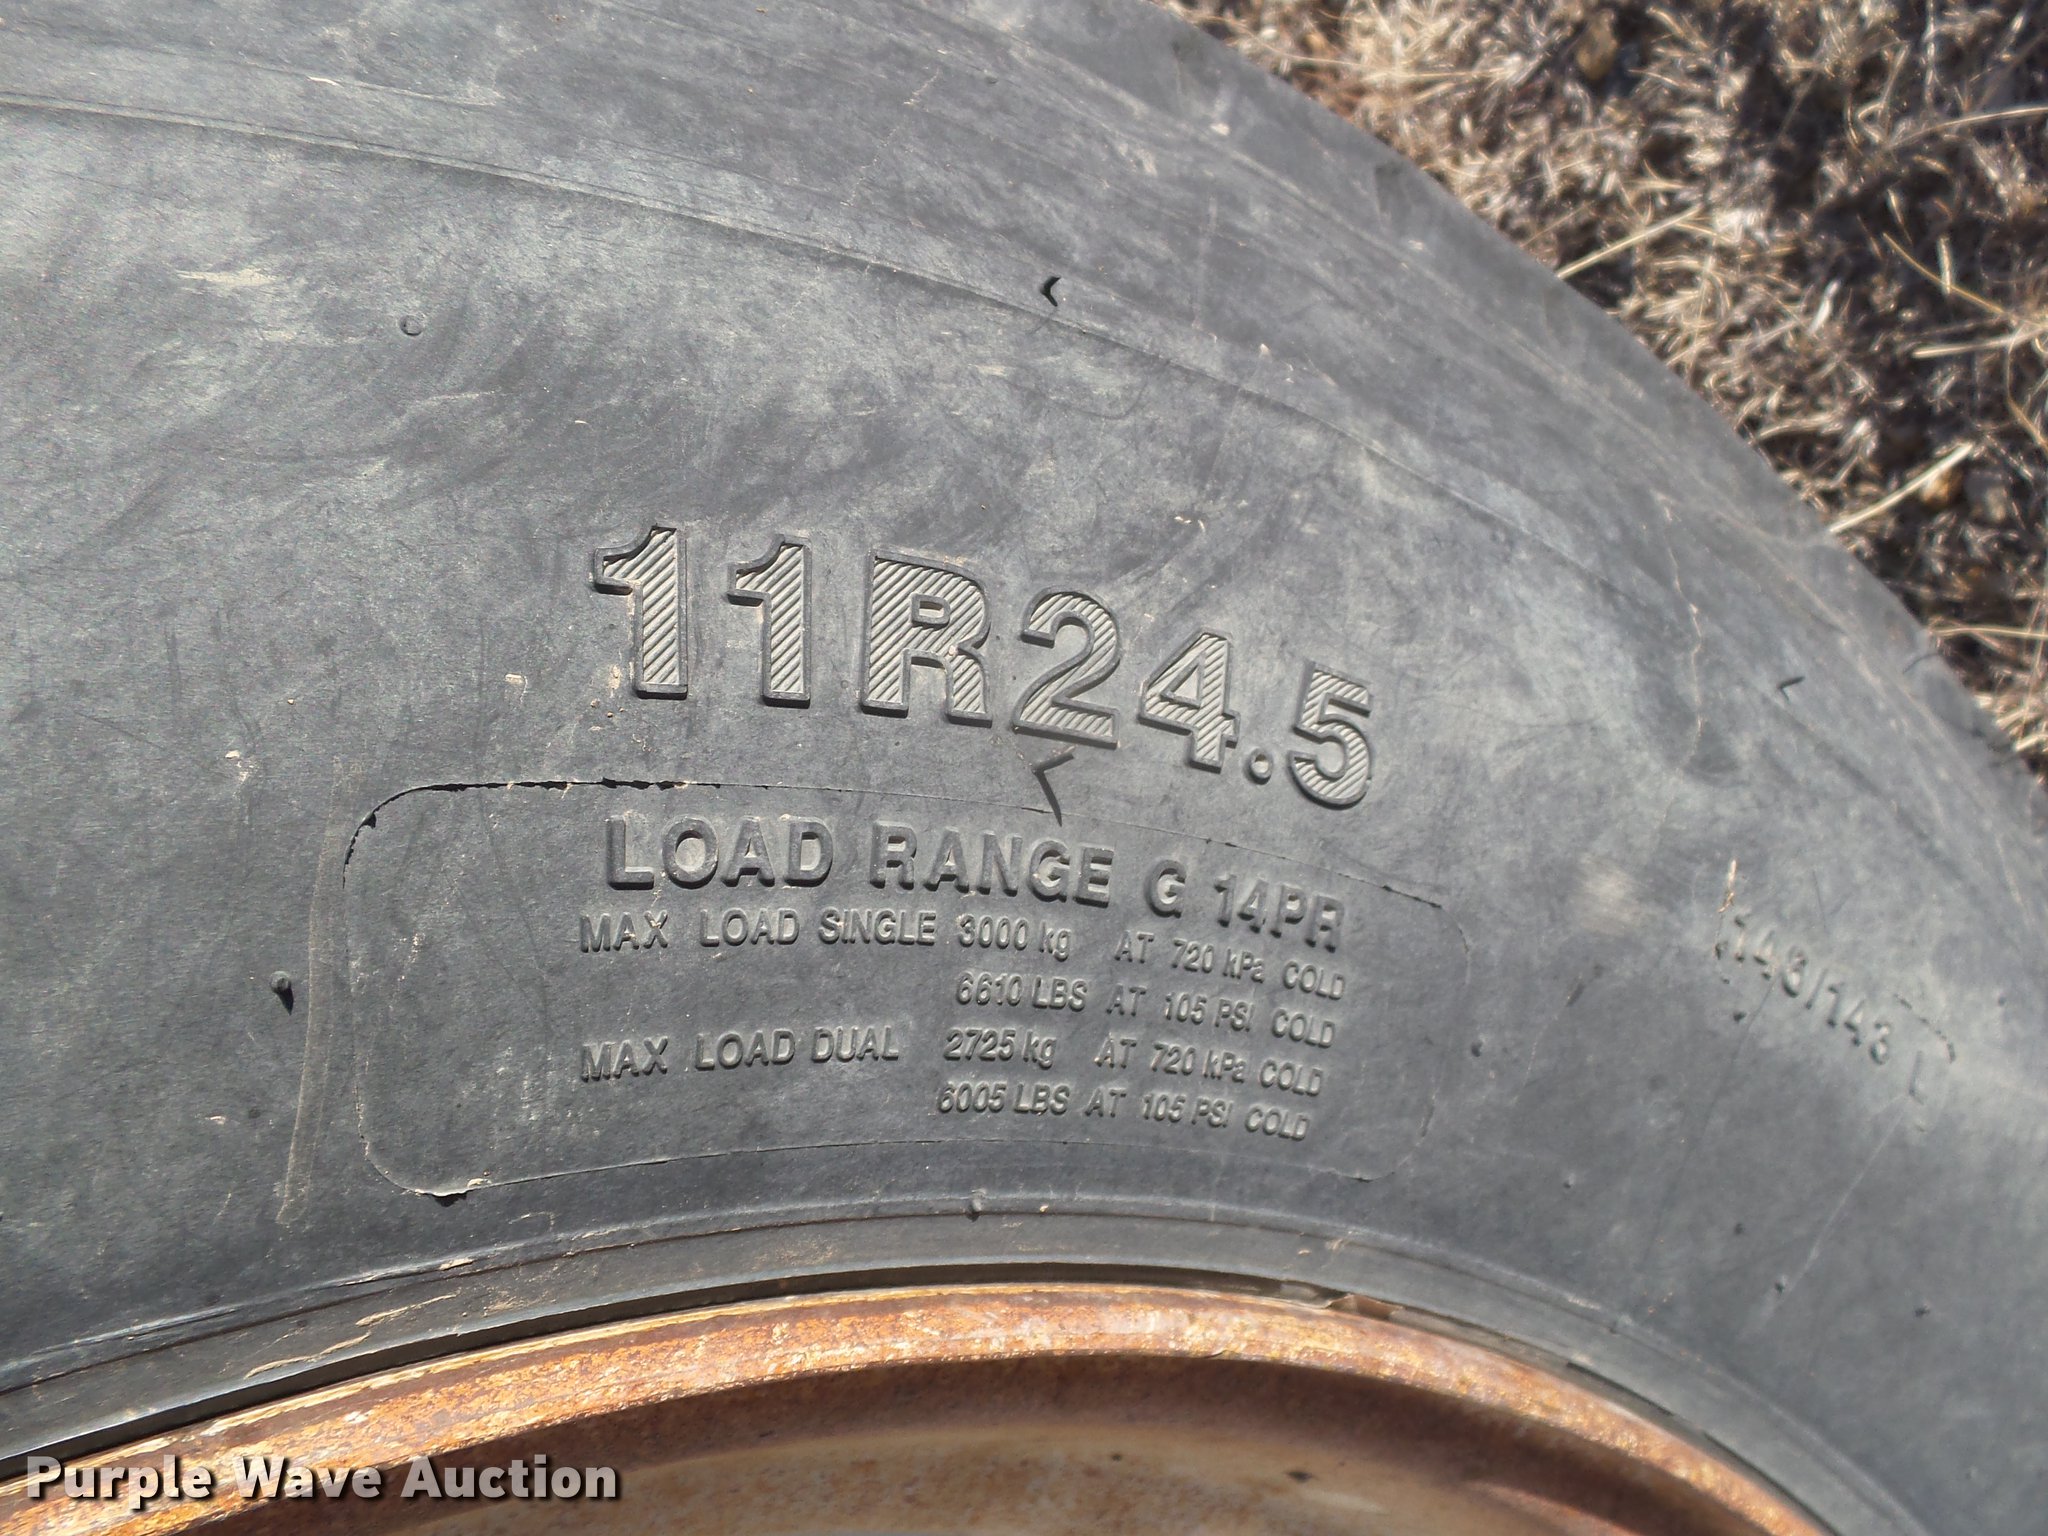 11R24.5
LOAD RANGE G 14PR
MAX LOAD SINGLE 3000 kg AT 720 kPa COLD
6610 LBS AT 105 PSI COLD
MAX LOAD DUAL 2725 kg AT 720 kPa COLD
6005 LBS AT 105 PSI COLD
146/143 L
Purple Wave Auction